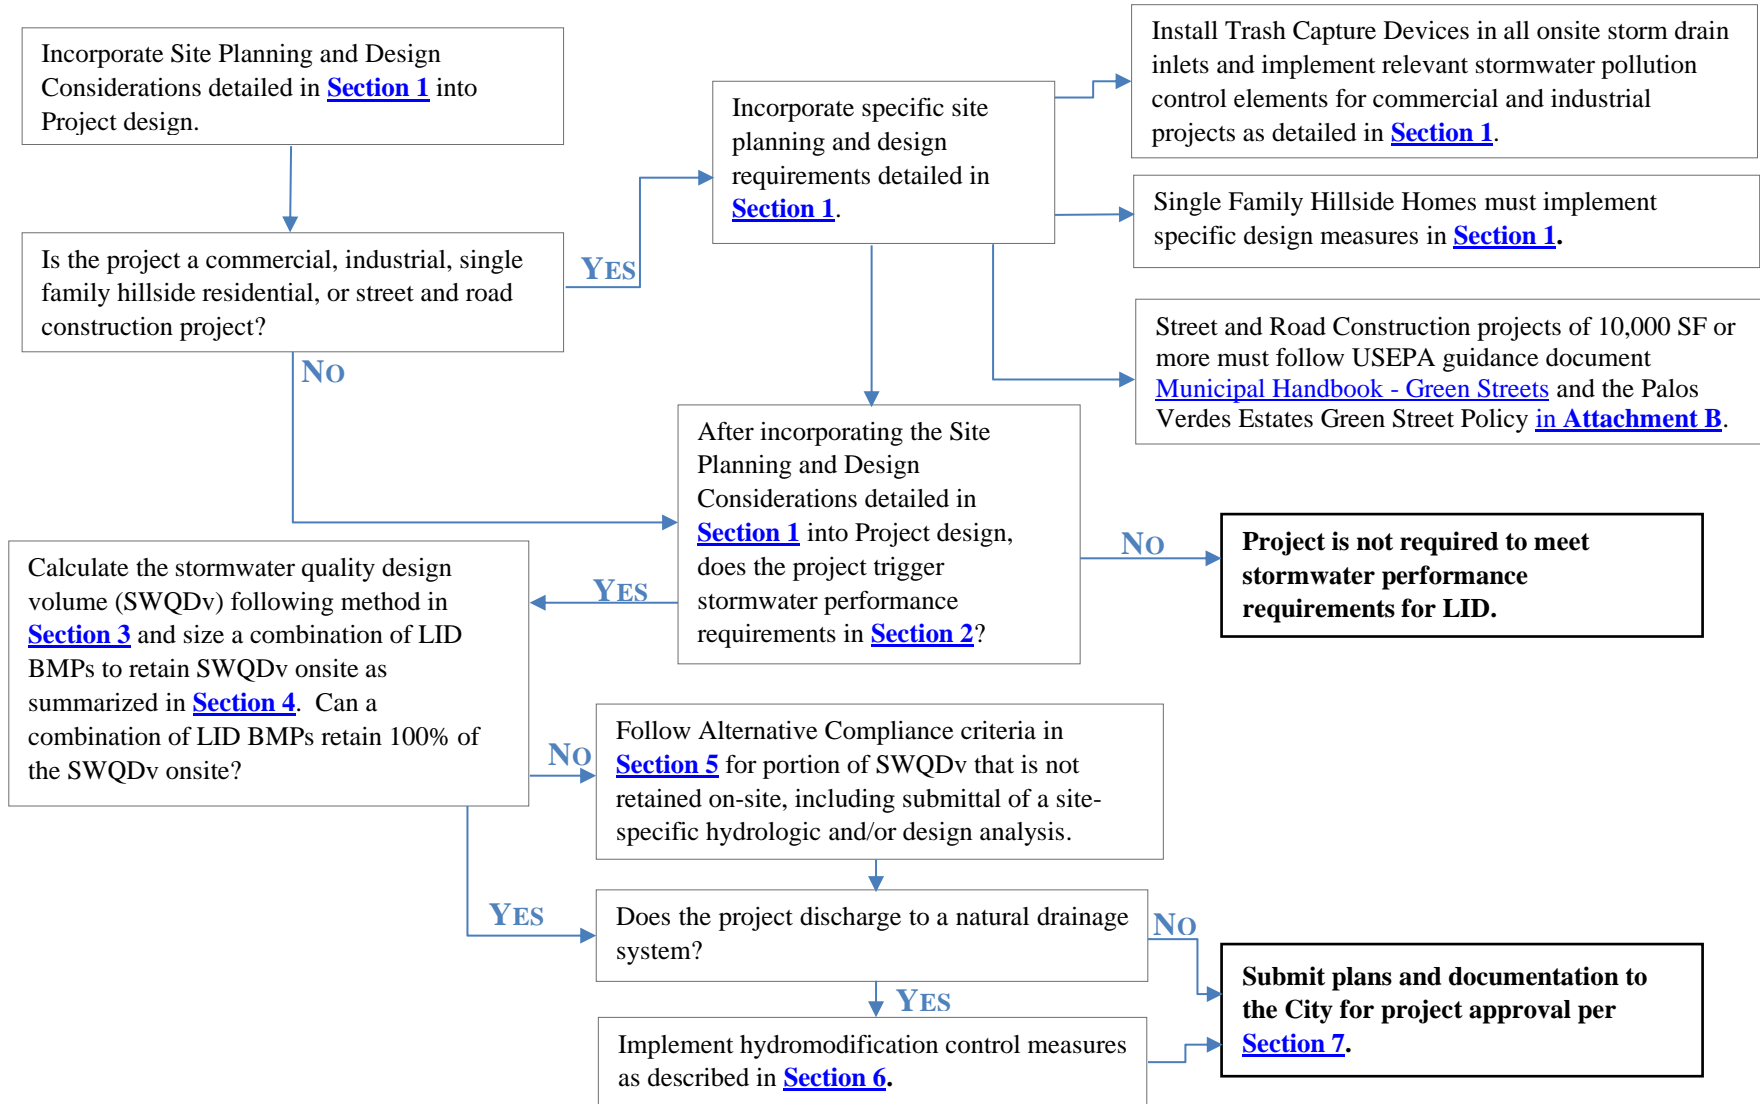 Incorporate Site Planning and Design
Considerations detailed in Section 1 into
Project design.
Is the project a commercial, industrial, single
family hillside residential, or street and road
construction project?
YES
NO
Incorporate specific site
planning and design
requirements detailed in
Section 1.
Install Trash Capture Devices in all onsite storm drain
inlets and implement relevant stormwater pollution
control elements for commercial and industrial
projects as detailed in Section 1.
Single Family Hillside Homes must implement
specific design measures in Section 1.
Street and Road Construction projects of 10,000 SF or
more must follow USEPA guidance document
Municipal Handbook - Green Streets and the Palos
Verdes Estates Green Street Policy in Attachment B.
After incorporating the Site
Planning and Design
Considerations detailed in
Section 1 into Project design,
does the project trigger
stormwater performance
requirements in Section 2?
NO
Project is not required to meet
stormwater performance
requirements for LID.
YES
Calculate the stormwater quality design
volume (SWQDv) following method in
Section 3 and size a combination of LID
BMPs to retain SWQDv onsite as
summarized in Section 4.  Can a
combination of LID BMPs retain 100% of
the SWQDv onsite?
NO
Follow Alternative Compliance criteria in
Section 5 for portion of SWQDv that is not
retained on-site, including submittal of a site-
specific hydrologic and/or design analysis.
YES
Does the project discharge to a natural drainage
system?
NO
YES
Implement hydromodification control measures
as described in Section 6.
Submit plans and documentation to
the City for project approval per
Section 7.